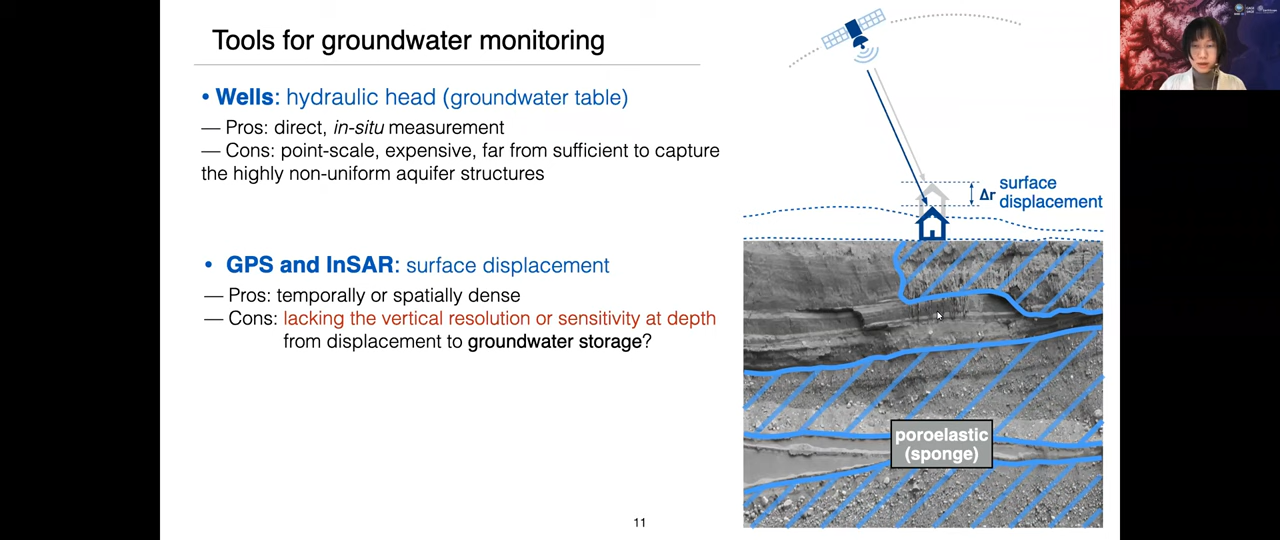 Tools for groundwater monitoring
• Wells: hydraulic head (groundwater table)
— Pros: direct, in-situ measurement
— Cons: point-scale, expensive, far from sufficient to capture
the highly non-uniform aquifer structures
• GPS and InSAR: surface displacement
— Pros: temporally or spatially dense
— Cons: lacking the vertical resolution or sensitivity at depth
from displacement to groundwater storage?
Δr
surface
displacement
poroelastic
(sponge)
11